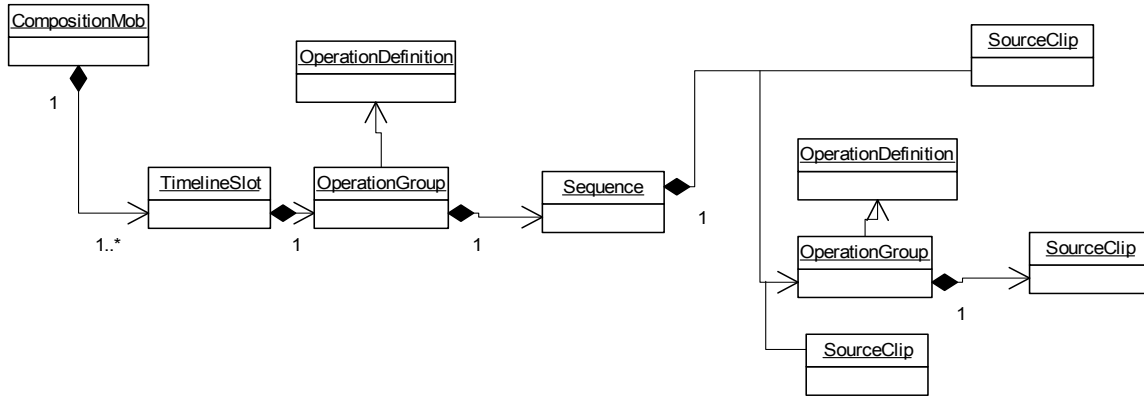 CompositionMob
1
OperationDefinition
TimelineSlot
1..*
1
OperationGroup
1
Sequence
1
SourceClip
OperationDefinition
OperationGroup
1
SourceClip
SourceClip